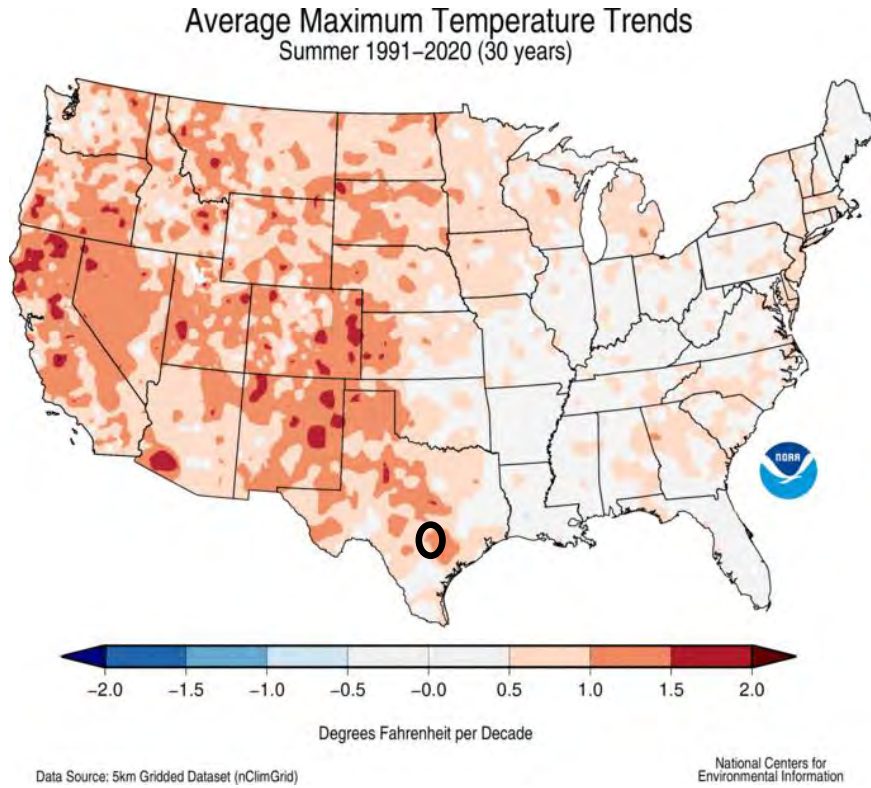 Average Maximum Temperature Trends
Summer 1991–2020 (30 years)
NOAA
−2.0 −1.5 −1.0 −0.5 −0.0 0.5 1.0 1.5 2.0
Degrees Fahrenheit per Decade
Data Source: 5km Gridded Dataset (nClimGrid)
National Centers for
Environmental Information